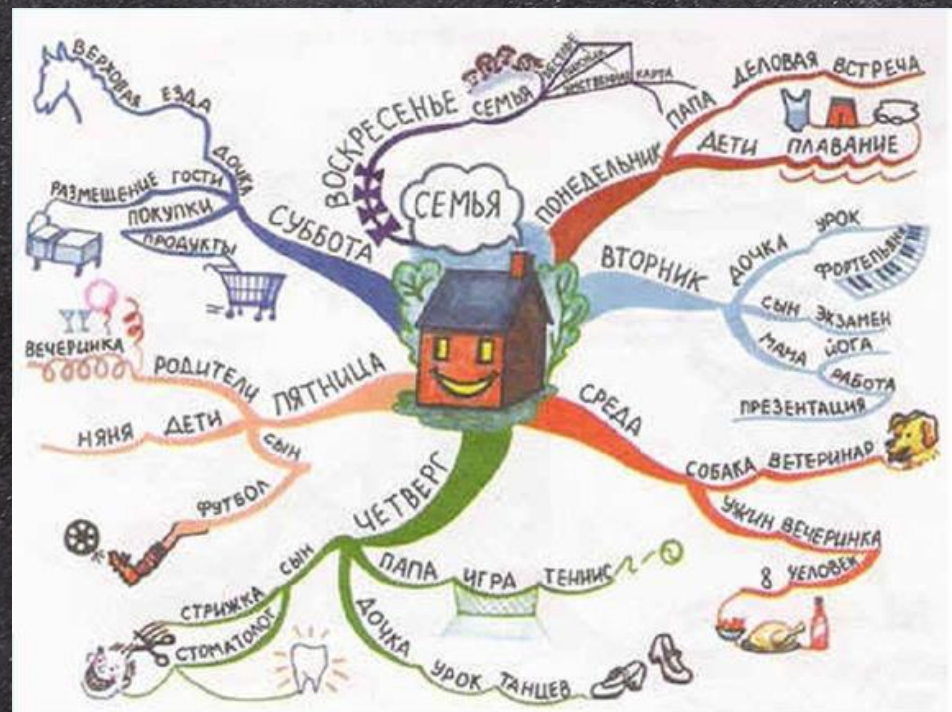 СЕМЬЯ
ПОНЕДЕЛЬНИК
ПАПА
ДЕЛОВАЯ ВСТРЕЧА
ДЕТИ ПЛАВАНИЕ
ВТОРНИК
ДОЧКА УРОК
ФОРТЕПЬЯНО
СЫН ЭКЗАМЕН
МАМА ЙОГА
РАБОТА
ПРЕЗЕНТАЦИЯ
СРЕДА
СОБАКА ВЕТЕРИНАР
УЖИН ВЕЧЕРИНКА
8 ЧЕЛОВЕК
ЧЕТВЕРГ
ПАПА ИГРА ТЕННИС
ДОЧКА УРОК ТАНЦЕВ
СЫН
СТРИЖКА
СТОМАТОЛОГ
ПЯТНИЦА
РОДИТЕЛИ
ВЕЧЕРИНКА
ДЕТИ
НЯНЯ
СЫН
ФУТБОЛ
СУББОТА
ДОЧКА
ВЕРХОВАЯ ЕЗДА
РАЗМЕЩЕНИЕ ГОСТИ
ПОКУПКИ
ПРОДУКТЫ
ВОСКРЕСЕНЬЕ
СЕМЬЯ
КАРТА